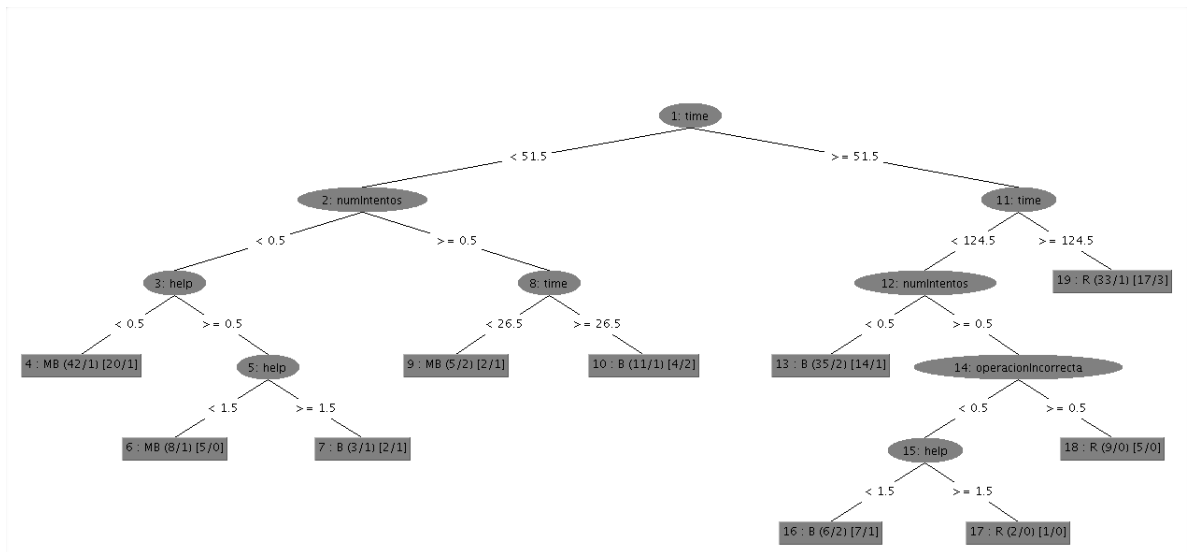 1: time
< 51.5
>= 51.5
2: numIntentos
11: time
< 0.5
>= 0.5
< 124.5
>= 124.5
3: help
8: time
12: numIntentos
19 : R (33/1) [17/3]
< 0.5
>= 0.5
< 26.5
>= 26.5
< 0.5
>= 0.5
4 : MB (42/1) [20/1]
5: help
9 : MB (5/2) [2/1]
10 : B (11/1) [4/2]
13 : B (35/2) [14/1]
14: operacionIncorrecta
< 1.5
>= 1.5
< 0.5
>= 0.5
6 : MB (8/1) [5/0]
7 : B (3/1) [2/1]
15: help
18 : R (9/0) [5/0]
< 1.5
>= 1.5
16 : B (6/2) [7/1]
17 : R (2/0) [1/0]